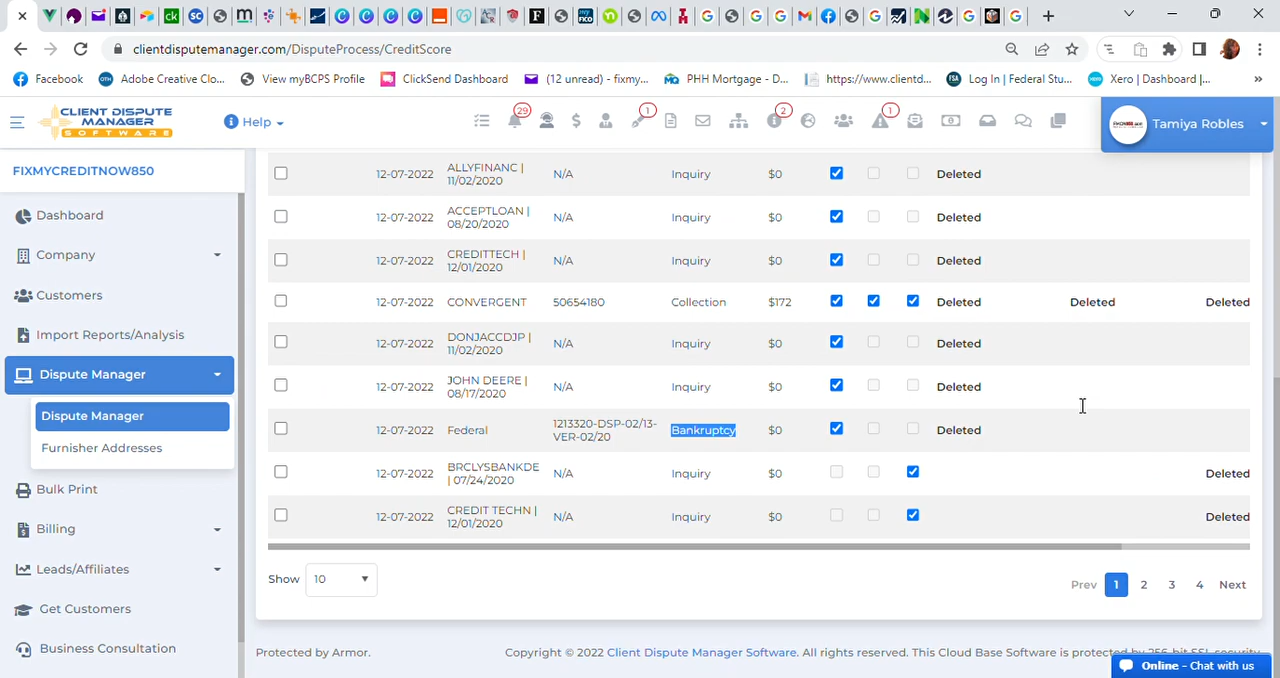 clientdisputemanager.com/DisputeProcess/CreditScore
Facebook
Adobe Creative Clo...
View myBCPS Profile
ClickSend Dashboard
(12 unread) - fixmy...
PHH Mortgage - D...
https://www.clientd...
Log In | Federal Stu...
Xero | Dashboard |...
CLIENT DISPUTE
MANAGER
SOFTWARE
Help
29
1
2
1
Tamiya Robles
FIXMYCREDITNOW850
Dashboard
Company
Customers
Import Reports/Analysis
Dispute Manager
Dispute Manager
Furnisher Addresses
Bulk Print
Billing
Leads/Affiliates
Get Customers
Business Consultation
12-07-2022 ALLYFINANC | 11/02/2020 N/A Inquiry $0 Deleted
12-07-2022 ACCEPTLOAN | 08/20/2020 N/A Inquiry $0 Deleted
12-07-2022 CREDITTECH | 12/01/2020 N/A Inquiry $0 Deleted
12-07-2022 CONVERGENT 50654180 Collection $172 Deleted Deleted Deleted
12-07-2022 DONJACCDJP | 11/02/2020 N/A Inquiry $0 Deleted
12-07-2022 JOHN DEERE | 08/17/2020 N/A Inquiry $0 Deleted
12-07-2022 Federal 1213320-DSP-02/13-VER-02/20 Bankruptcy $0 Deleted
12-07-2022 BRCLYSBANKDE | 07/24/2020 N/A Inquiry $0 Deleted
12-07-2022 CREDIT TECHN | 12/01/2020 N/A Inquiry $0 Deleted
Show 10
Prev 1 2 3 4 Next
Protected by Armor.
Copyright © 2022 Client Dispute Manager Software. All rights reserved. This Cloud Base Software is protected by 256-bit SSL security
Online - Chat with us